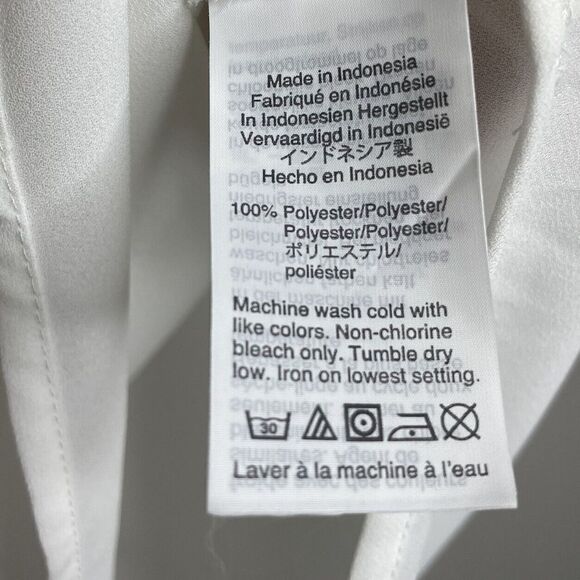 Made in Indonesia
Fabriqué en Indonésie
In Indonesien Hergestellt
Vervaardigd in Indonesië
インドネシア製
Hecho en Indonesia
100% Polyester/Polyester/
Polyester/Polyester/
ポリエステル/
poliéster
Machine wash cold with
like colors. Non-chlorine
bleach only. Tumble dry
low. Iron on lowest setting.
30
Laver à la machine à l'eau